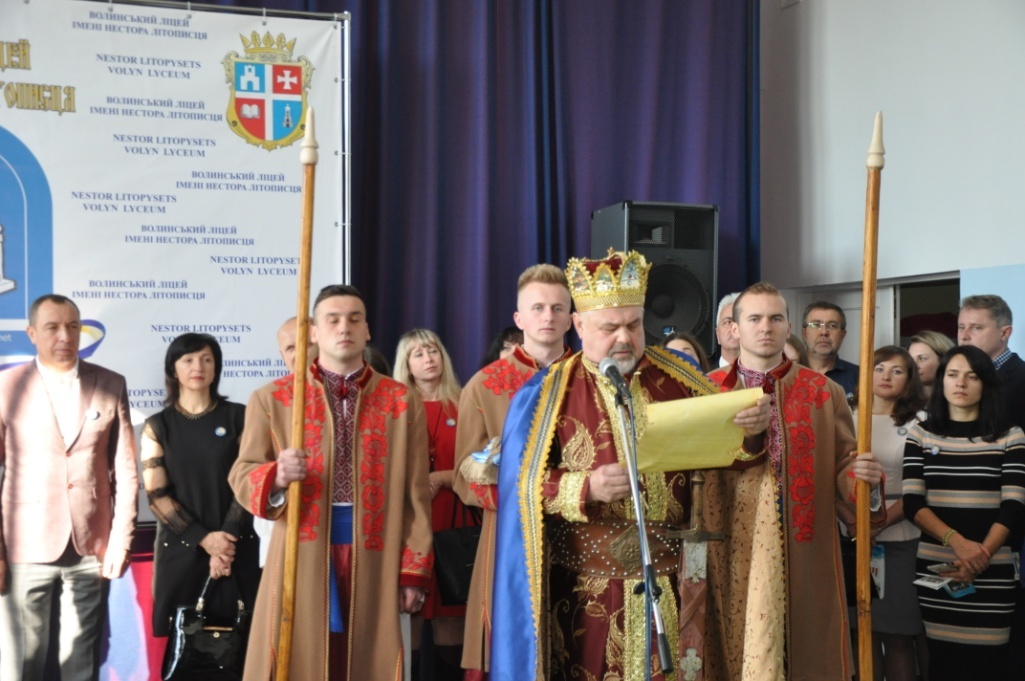 ВОЛИНСЬКИЙ ЛІЦЕЙ
ІМЕНІ НЕСТОРА ЛІТОПИСЦЯ
NESTOR LITOPYSETS
VOLYN LYCEUM
ВОЛИНСЬКИЙ ЛІЦЕЙ
ІМЕНІ НЕСТОРА ЛІТОПИСЦЯ
NESTOR LITOPYSETS
VOLYN LYCEUM
ВОЛИНСЬКИЙ ЛІЦЕЙ
ІМЕНІ НЕСТОРА ЛІТОПИСЦЯ
NESTOR LITOPYSETS
VOLYN LYCEUM
ВОЛИНСЬКИЙ ЛІЦЕЙ
ІМЕНІ НЕСТОРА ЛІТОПИСЦЯ
NESTOR LITOPYSETS
VOLYN LYCEUM
ВОЛИНСЬКИЙ ЛІЦЕЙ
ІМЕНІ НЕСТОРА ЛІТОПИСЦЯ
NESTOR LITOPYSETS
VOLYN LYCEUM